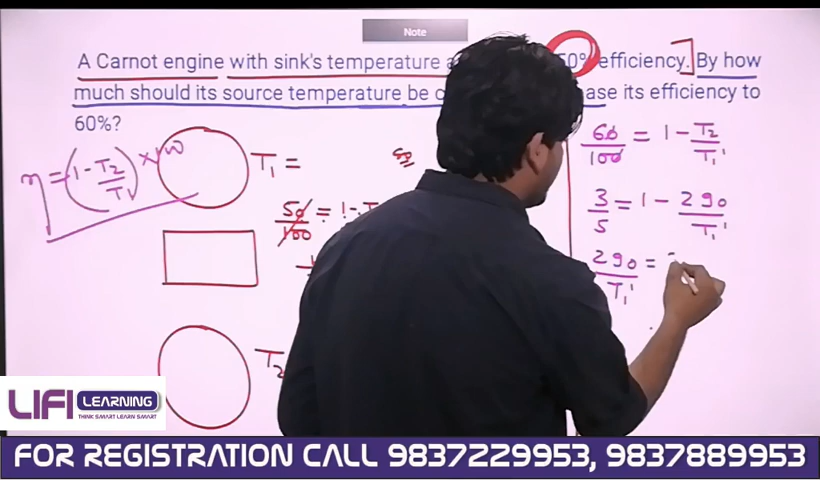 Note
A Carnot engine with sink's temperature a 50% efficiency. By how
much should its source temperature be ase its efficiency to
60%?
η = (1 - T₂/T₁) × 100
T₁ =
50/100 = 1 - T
T₂
60/100 = 1 - T₂/T₁'
3/5 = 1 - 290/T₁'
290/T₁' =
LIFI LEARNING
THINK SMART LEARN SMART
FOR REGISTRATION CALL 9837229953, 9837889953